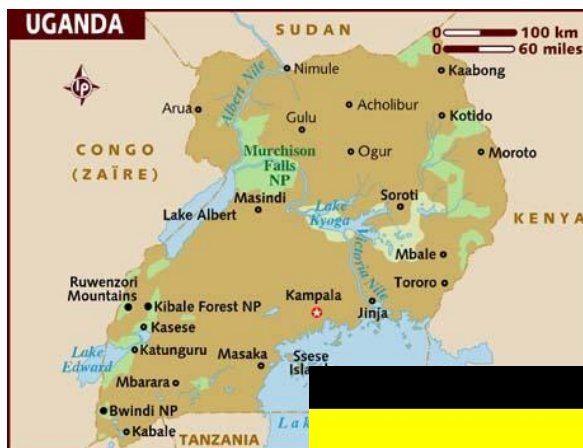 UGANDA
SUDAN
0 100 km
0 60 miles
Nimule
Kaabong
Albert Nile
Arua
Acholibur
Gulu
Kotido
CONGO
(ZAÏRE)
Murchison
Falls
NP
Ogur
Moroto
Masindi
Soroti
Lake Albert
Lake
Kyoga
KENYA
Victoria Nile
Mbale
Ruwenzori
Mountains
Tororo
Kibale Forest NP
Kampala
Jinja
Kasese
Lake
Edward
Katunguru
Masaka
Ssese
Mbarara
Bwindi NP
Kabale
TANZANIA